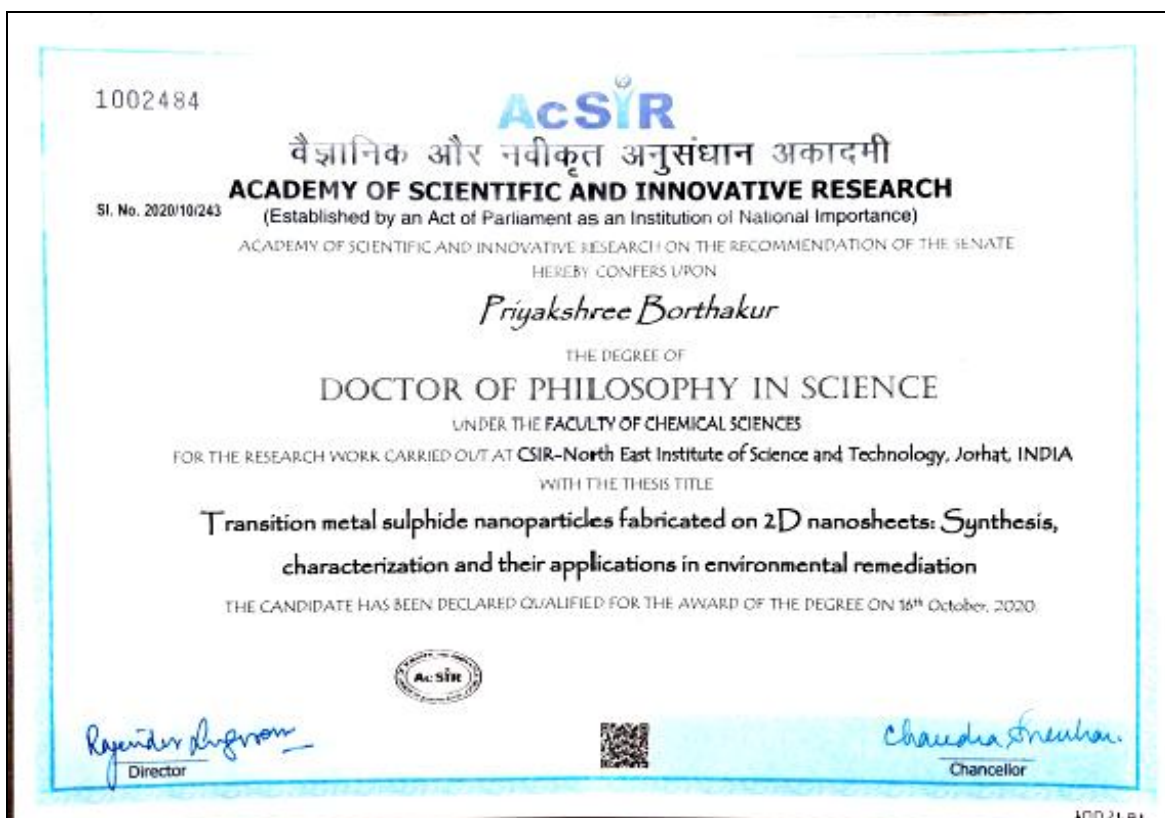 1002484
AcSIR
वैज्ञानिक और नवीकृत अनुसंधान अकादमी
ACADEMY OF SCIENTIFIC AND INNOVATIVE RESEARCH
Sl. No. 2020/10/243
(Established by an Act of Parliament as an Institution of National Importance)
ACADEMY OF SCIENTIFIC AND INNOVATIVE RESEARCH ON THE RECOMMENDATION OF THE SENATE
HEREBY CONFERS UPON
Priyakshree Borthakur
THE DEGREE OF
DOCTOR OF PHILOSOPHY IN SCIENCE
UNDER THE FACULTY OF CHEMICAL SCIENCES
FOR THE RESEARCH WORK CARRIED OUT AT CSIR-North East Institute of Science and Technology, Jorhat, INDIA
WITH THE THESIS TITLE
Transition metal sulphide nanoparticles fabricated on 2D nanosheets: Synthesis,
characterization and their applications in environmental remediation
THE CANDIDATE HAS BEEN DECLARED QUALIFIED FOR THE AWARD OF THE DEGREE ON 16th October, 2020
AcSIR
Rajender
Director
Chandra
Chancellor